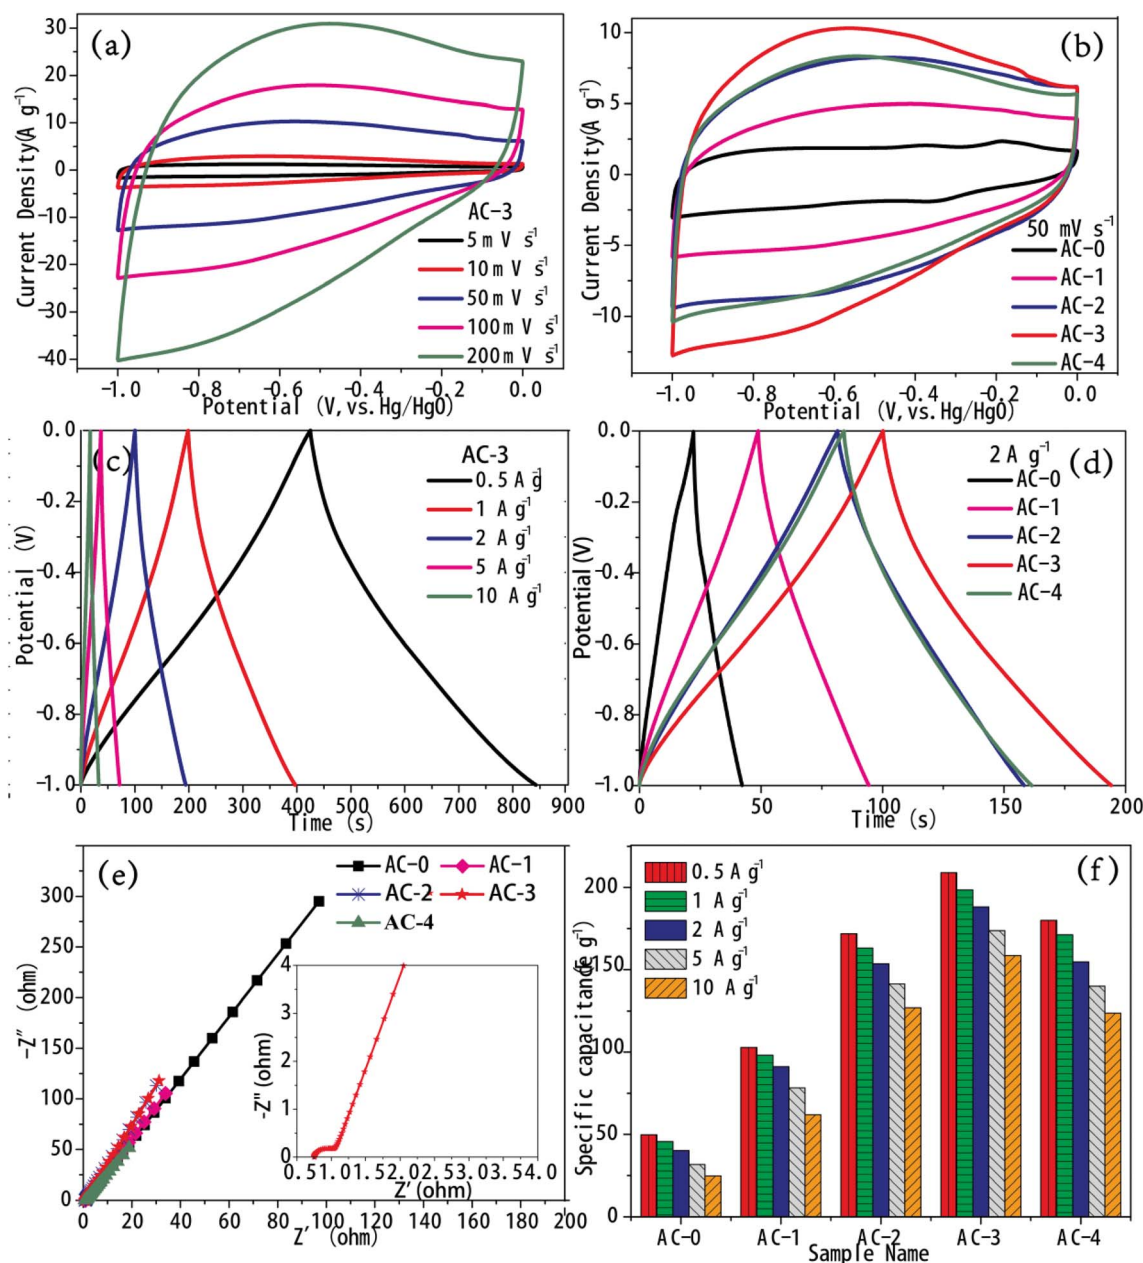 (a)
Current Density(A g⁻¹)
30
20
10
0
-10
-20
-30
-40
AC-3
5 mV s⁻¹
10 mV s⁻¹
50 mV s⁻¹
100 mV s⁻¹
200 mV s⁻¹
-1.0 -0.8 -0.6 -0.4 -0.2 0.0
Potential (V,vs.Hg/HgO)
(b)
Current Density(A g⁻¹)
10
5
0
-5
-10
50 mV s⁻¹
AC-0
AC-1
AC-2
AC-3
AC-4
-1.0 -0.8 -0.6 -0.4 -0.2 0.0
Potential (V,vs.Hg/HgO)
(c)
Potential (V)
0.0
-0.2
-0.4
-0.6
-0.8
-1.0
AC-3
0.5 A g⁻¹
1 A g⁻¹
2 A g⁻¹
5 A g⁻¹
10 A g⁻¹
0 100 200 300 400 500 600 700 800 900
Time (s)
(d)
Potential(V)
0.0
-0.2
-0.4
-0.6
-0.8
-1.0
2 A g⁻¹
AC-0
AC-1
AC-2
AC-3
AC-4
0 50 100 150 200
Time (s)
(e)
-Z″ (ohm)
300
250
200
150
100
50
0
AC-0 AC-1
AC-2 AC-3
AC-4
-Z″ (ohm)
4
3
2
1
0
0.5 1.0 1.5 2.0 2.5 3.0 3.5 4.0
Z′ (ohm)
0 20 40 60 80 100 120 140 160 180 200
Z′ (ohm)
(f)
200
150
100
50
0
0.5 A g⁻¹
1 A g⁻¹
2 A g⁻¹
5 A g⁻¹
10 A g⁻¹
Specific
AC-0 AC-1 AC-2 AC-3 AC-4
Sample Name